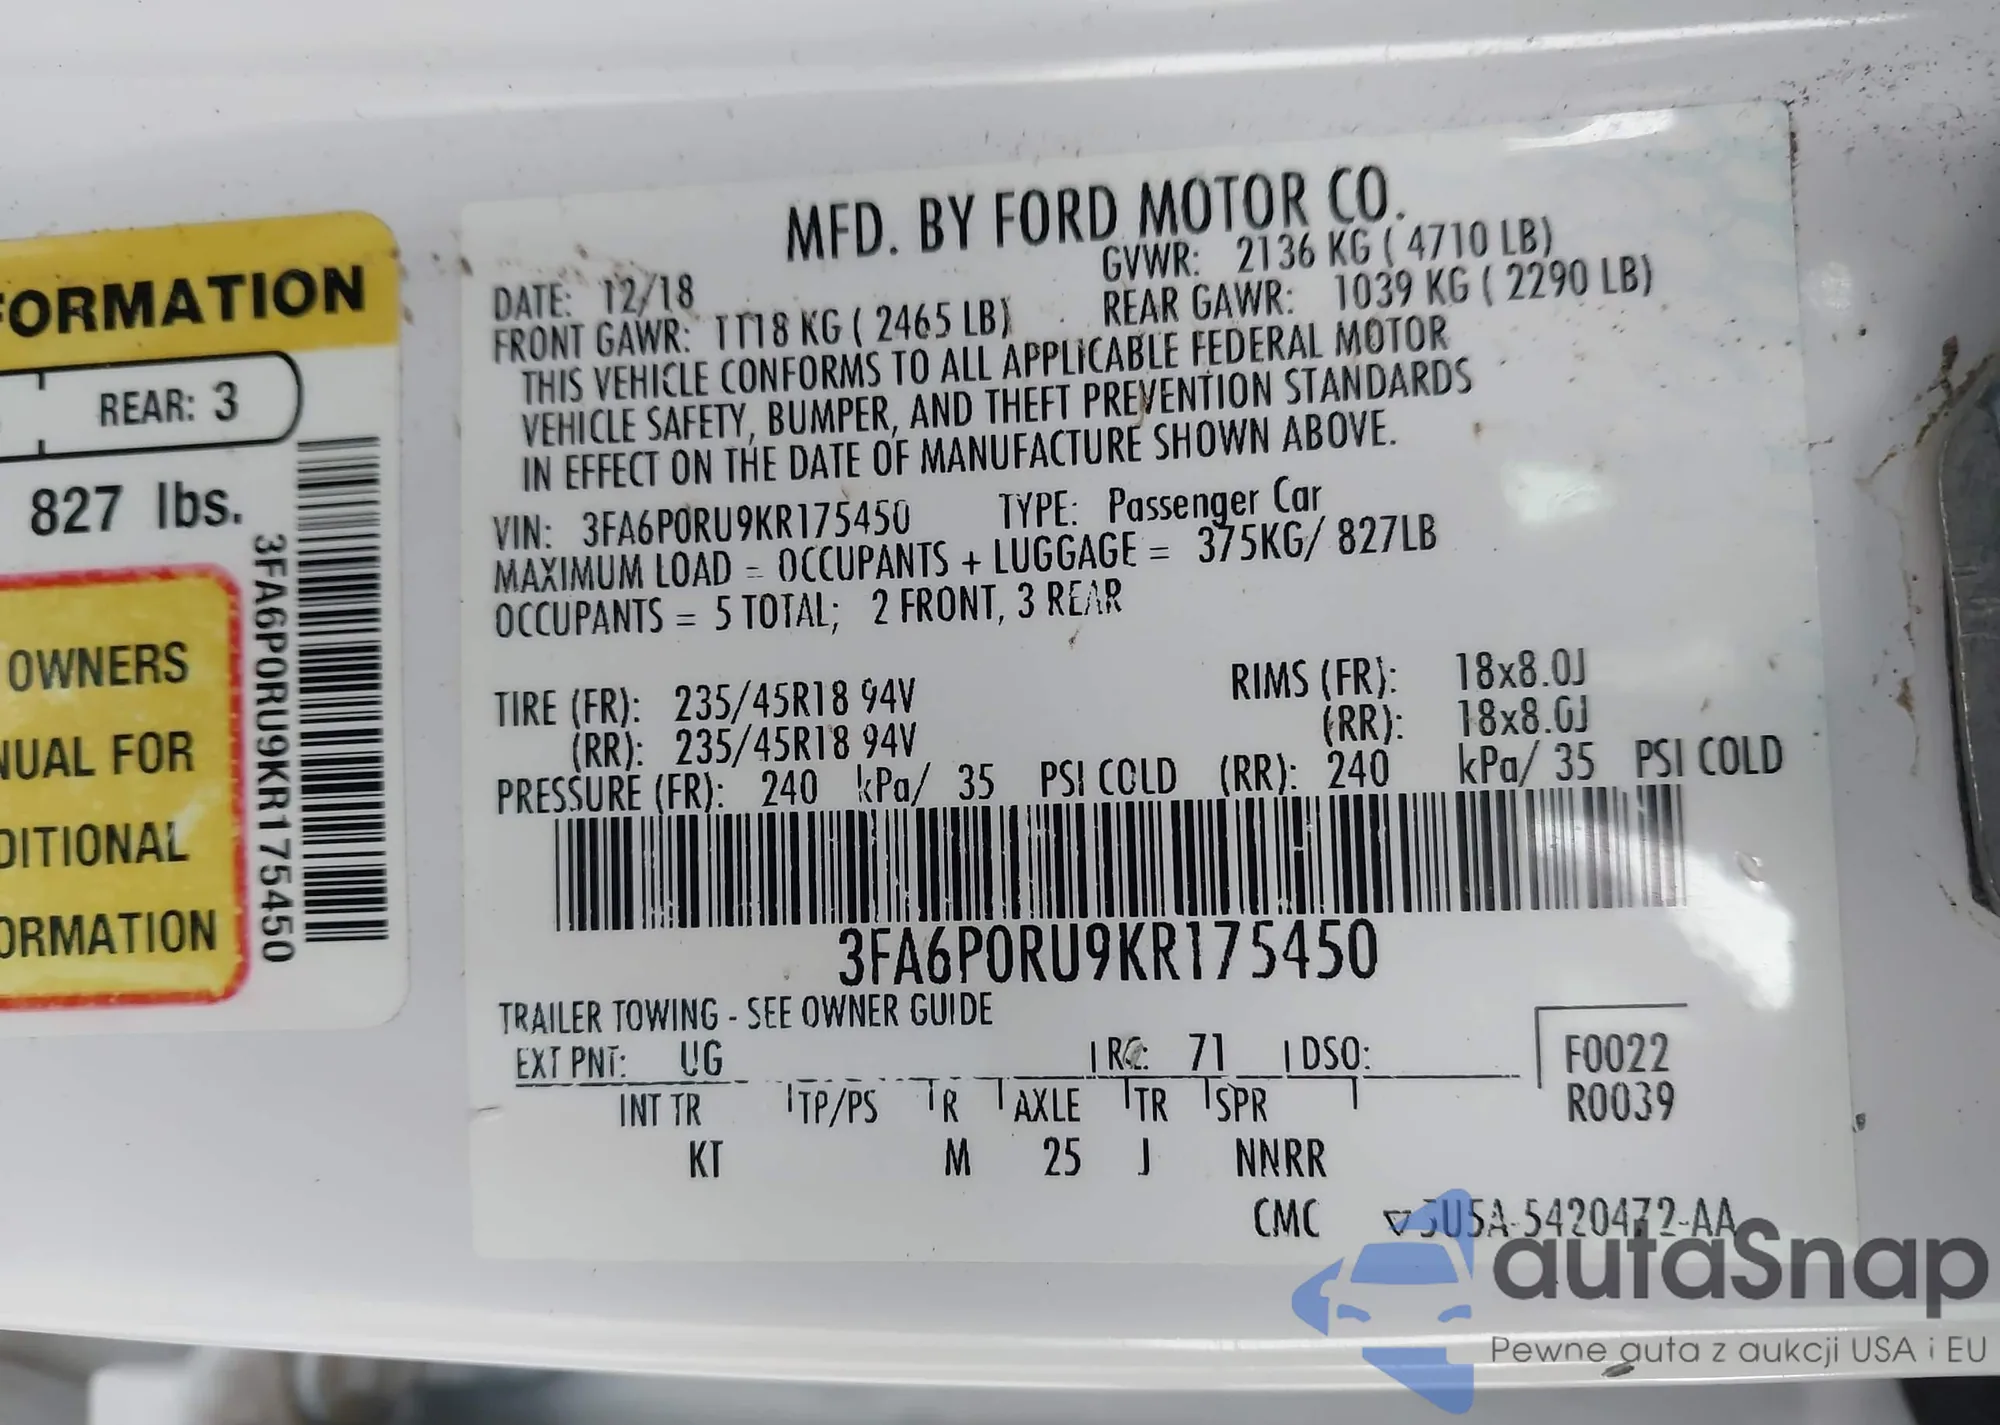 FORMATION
REAR: 3
827 lbs.
3FA6P0RU9KR175450
OWNERS
NUAL FOR
DITIONAL
ORMATION
MFD. BY FORD MOTOR CO.
DATE: 12/18 GVWR: 2136 KG ( 4710 LB)
FRONT GAWR: 1118 KG ( 2465 LB) REAR GAWR: 1039 KG ( 2290 LB)
THIS VEHICLE CONFORMS TO ALL APPLICABLE FEDERAL MOTOR
VEHICLE SAFETY, BUMPER, AND THEFT PREVENTION STANDARDS
IN EFFECT ON THE DATE OF MANUFACTURE SHOWN ABOVE.
VIN: 3FA6P0RU9KR175450 TYPE: Passenger Car
MAXIMUM LOAD = OCCUPANTS + LUGGAGE = 375KG/ 827LB
OCCUPANTS = 5 TOTAL; 2 FRONT, 3 REAR
TIRE (FR): 235/45R18 94V RIMS (FR): 18x8.0J
(RR): 235/45R18 94V (RR): 18x8.0J
PRESSURE (FR): 240 kPa/ 35 PSI COLD (RR): 240 kPa/ 35 PSI COLD
3FA6P0RU9KR175450
TRAILER TOWING - SEE OWNER GUIDE
EXT PNT: UG RC: 71 DSO: F0022
INT TR TP/PS R AXLE TR SPR R0039
KT M 25 J NNRR
CMC 5U5A-5420472-AA
autoSnap
Pewne auta z aukcji USA i EU